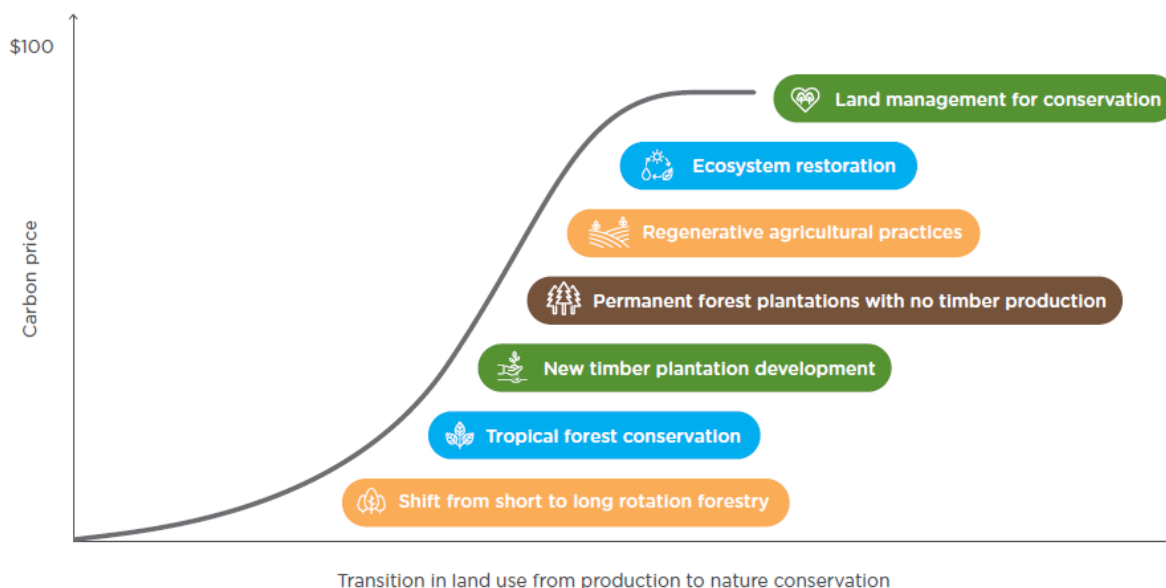 $100
Land management for conservation
Ecosystem restoration
Regenerative agricultural practices
Carbon price
Permanent forest plantations with no timber production
New timber plantation development
Tropical forest conservation
Shift from short to long rotation forestry
Transition in land use from production to nature conservation